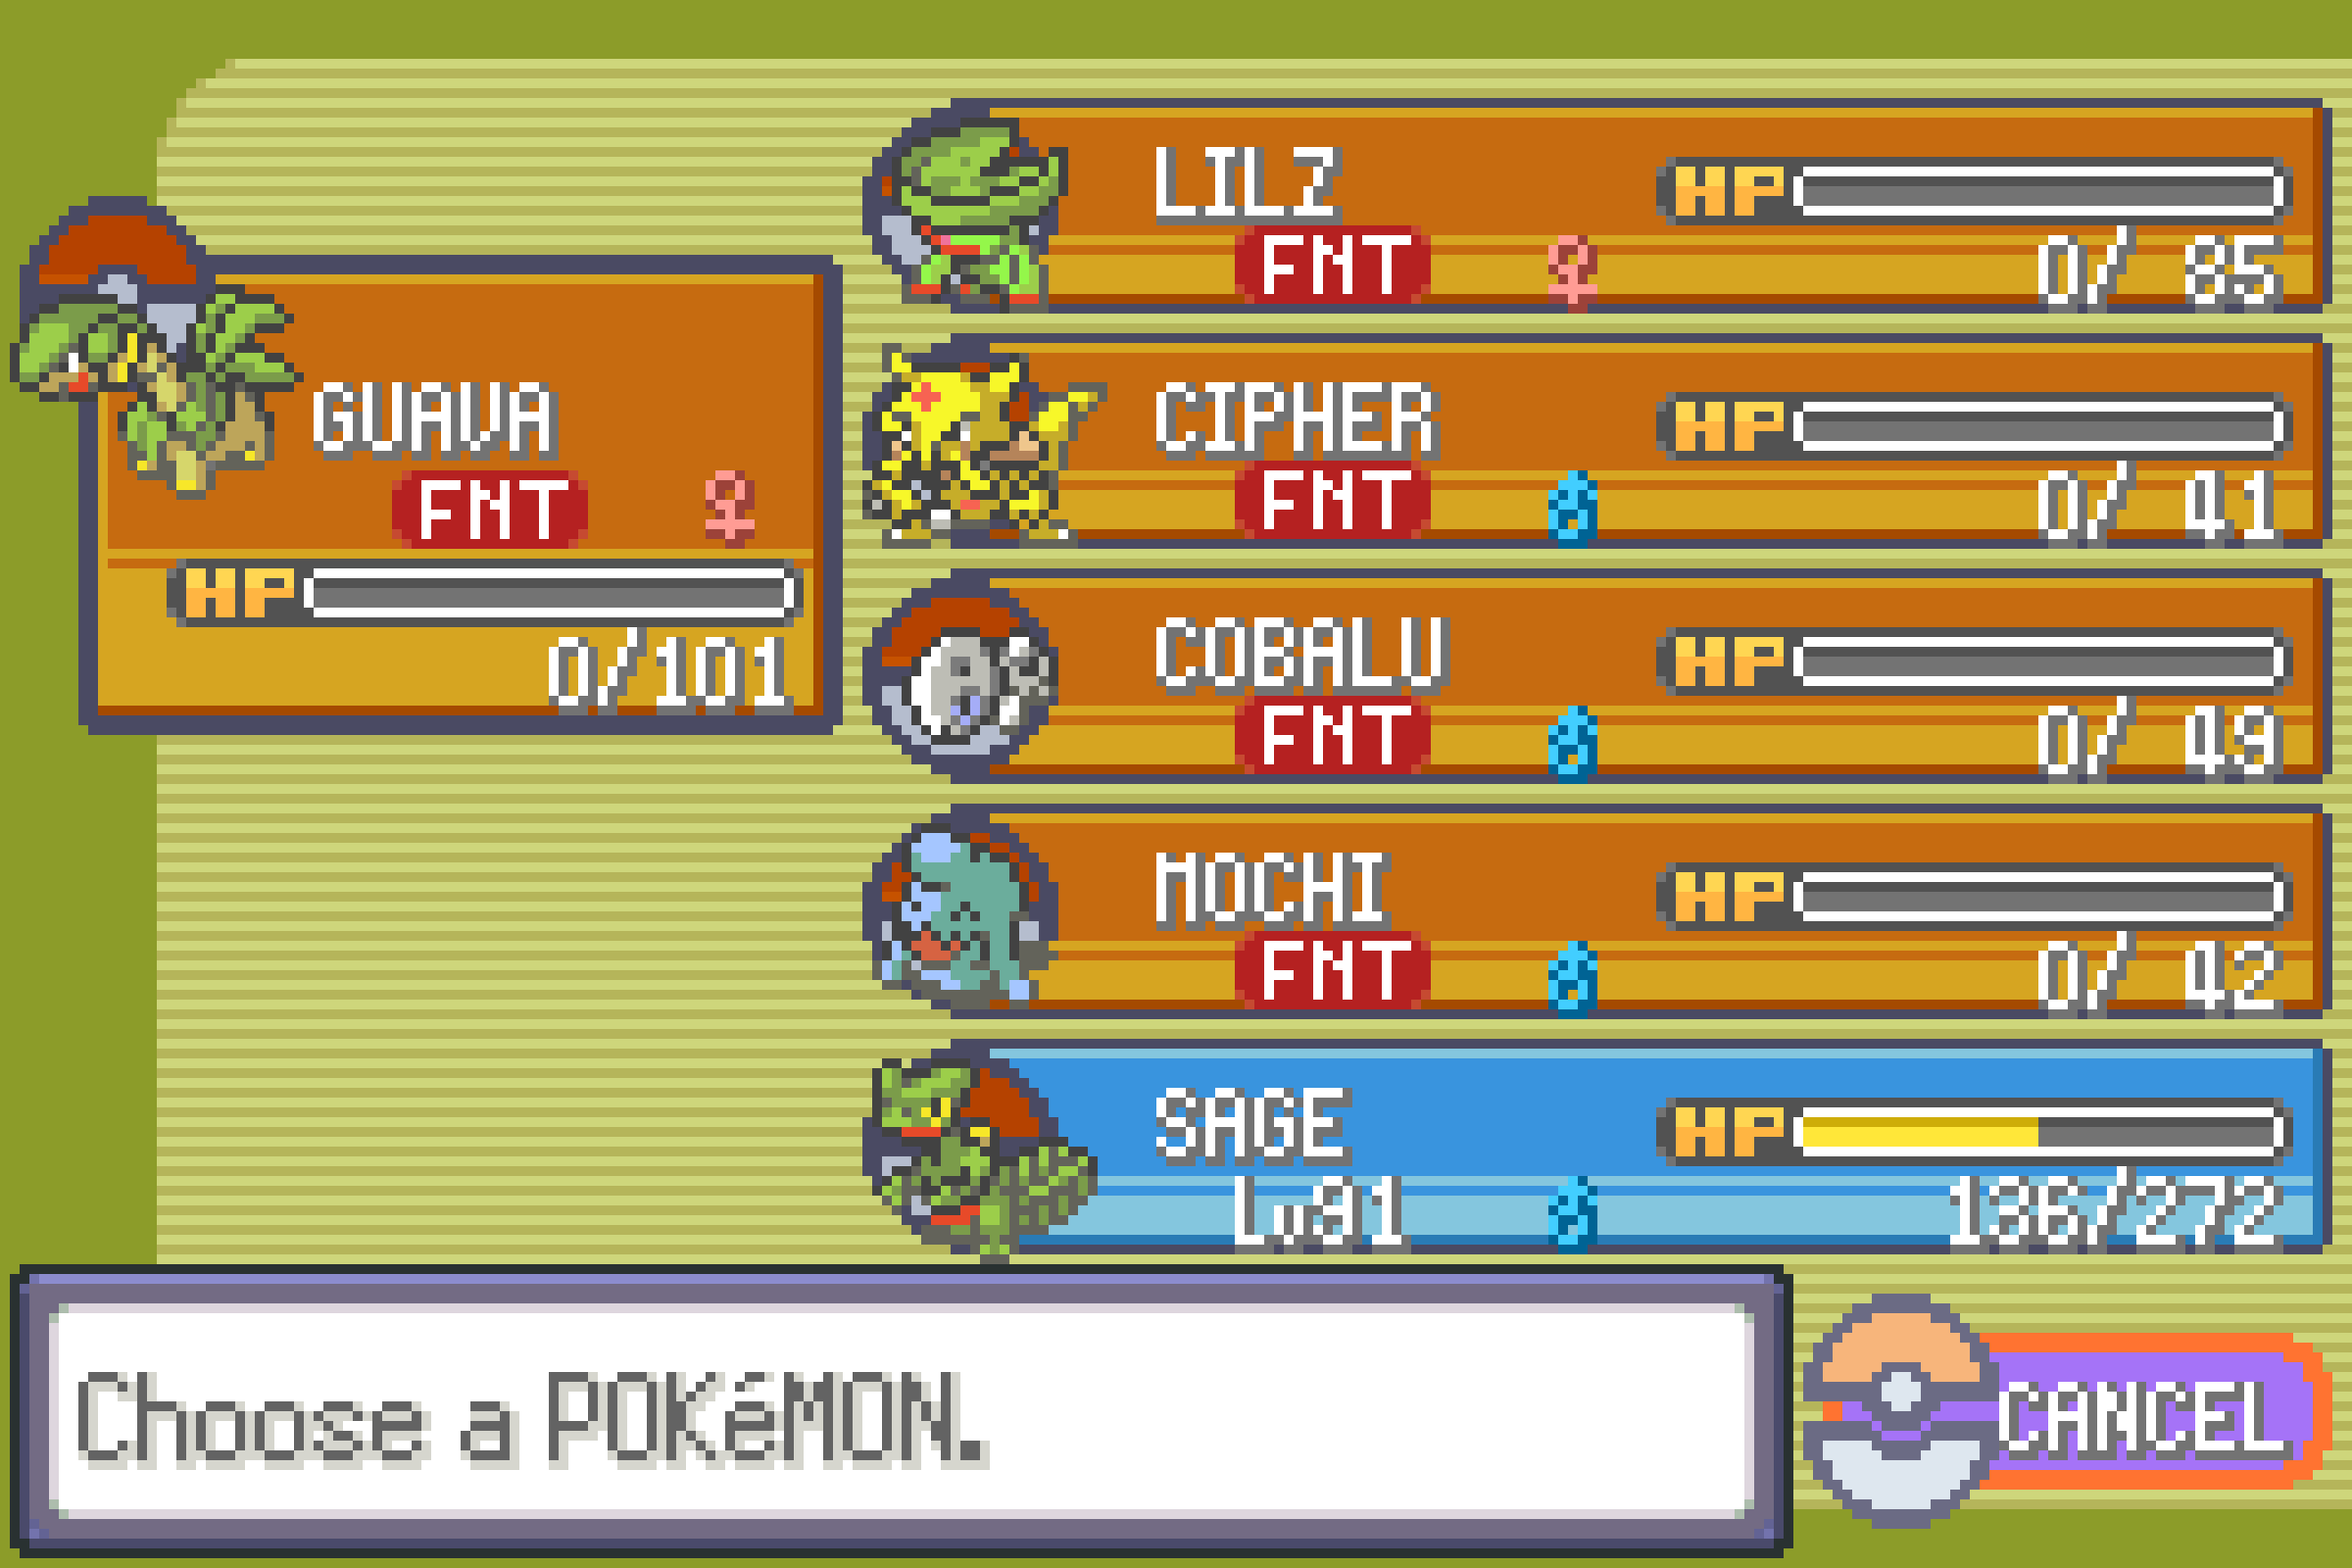 GUAVA
FNT ♀
HP
0/101
LILZ HP
FNT ♀ 0/ 85
CIPHER HP
FNT ♂ 0/ 41
COBALU HP
FNT ♂ 0/ 49
MOCHI HP
FNT ♂ 0/ 42
SAGE HP
Lv91 ♂ 136/272
Choose a POKéMON.
CANCEL